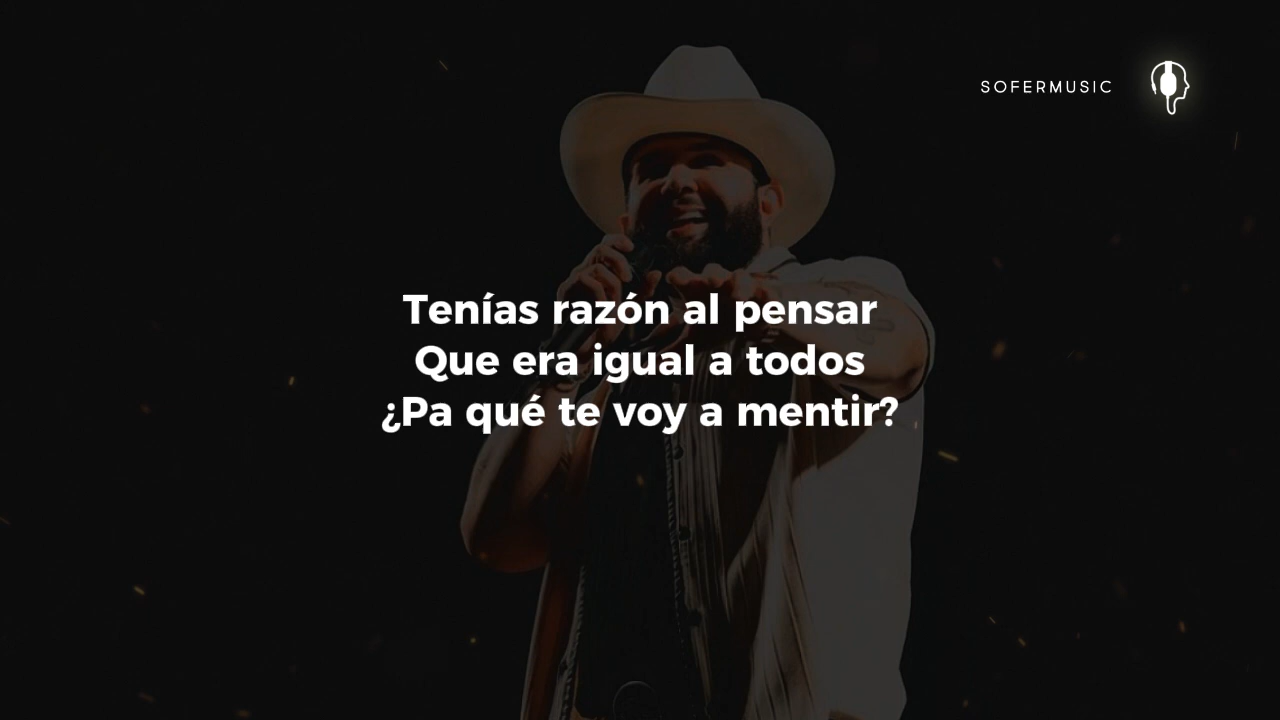 SOFERMUSIC
Tenías razón al pensar
Que era igual a todos
¿Pa qué te voy a mentir?